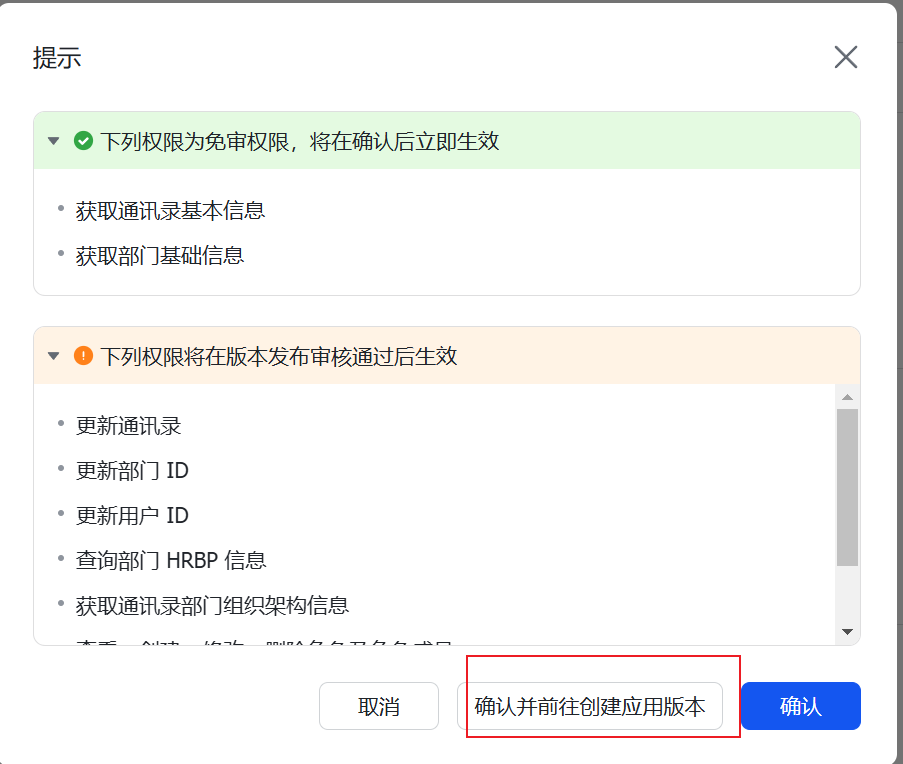 提示
下列权限为免审权限，将在确认后立即生效
获取通讯录基本信息
获取部门基础信息
下列权限将在版本发布审核通过后生效
更新通讯录
更新部门 ID
更新用户 ID
查询部门 HRBP 信息
获取通讯录部门组织架构信息
取消
确认并前往创建应用版本
确认